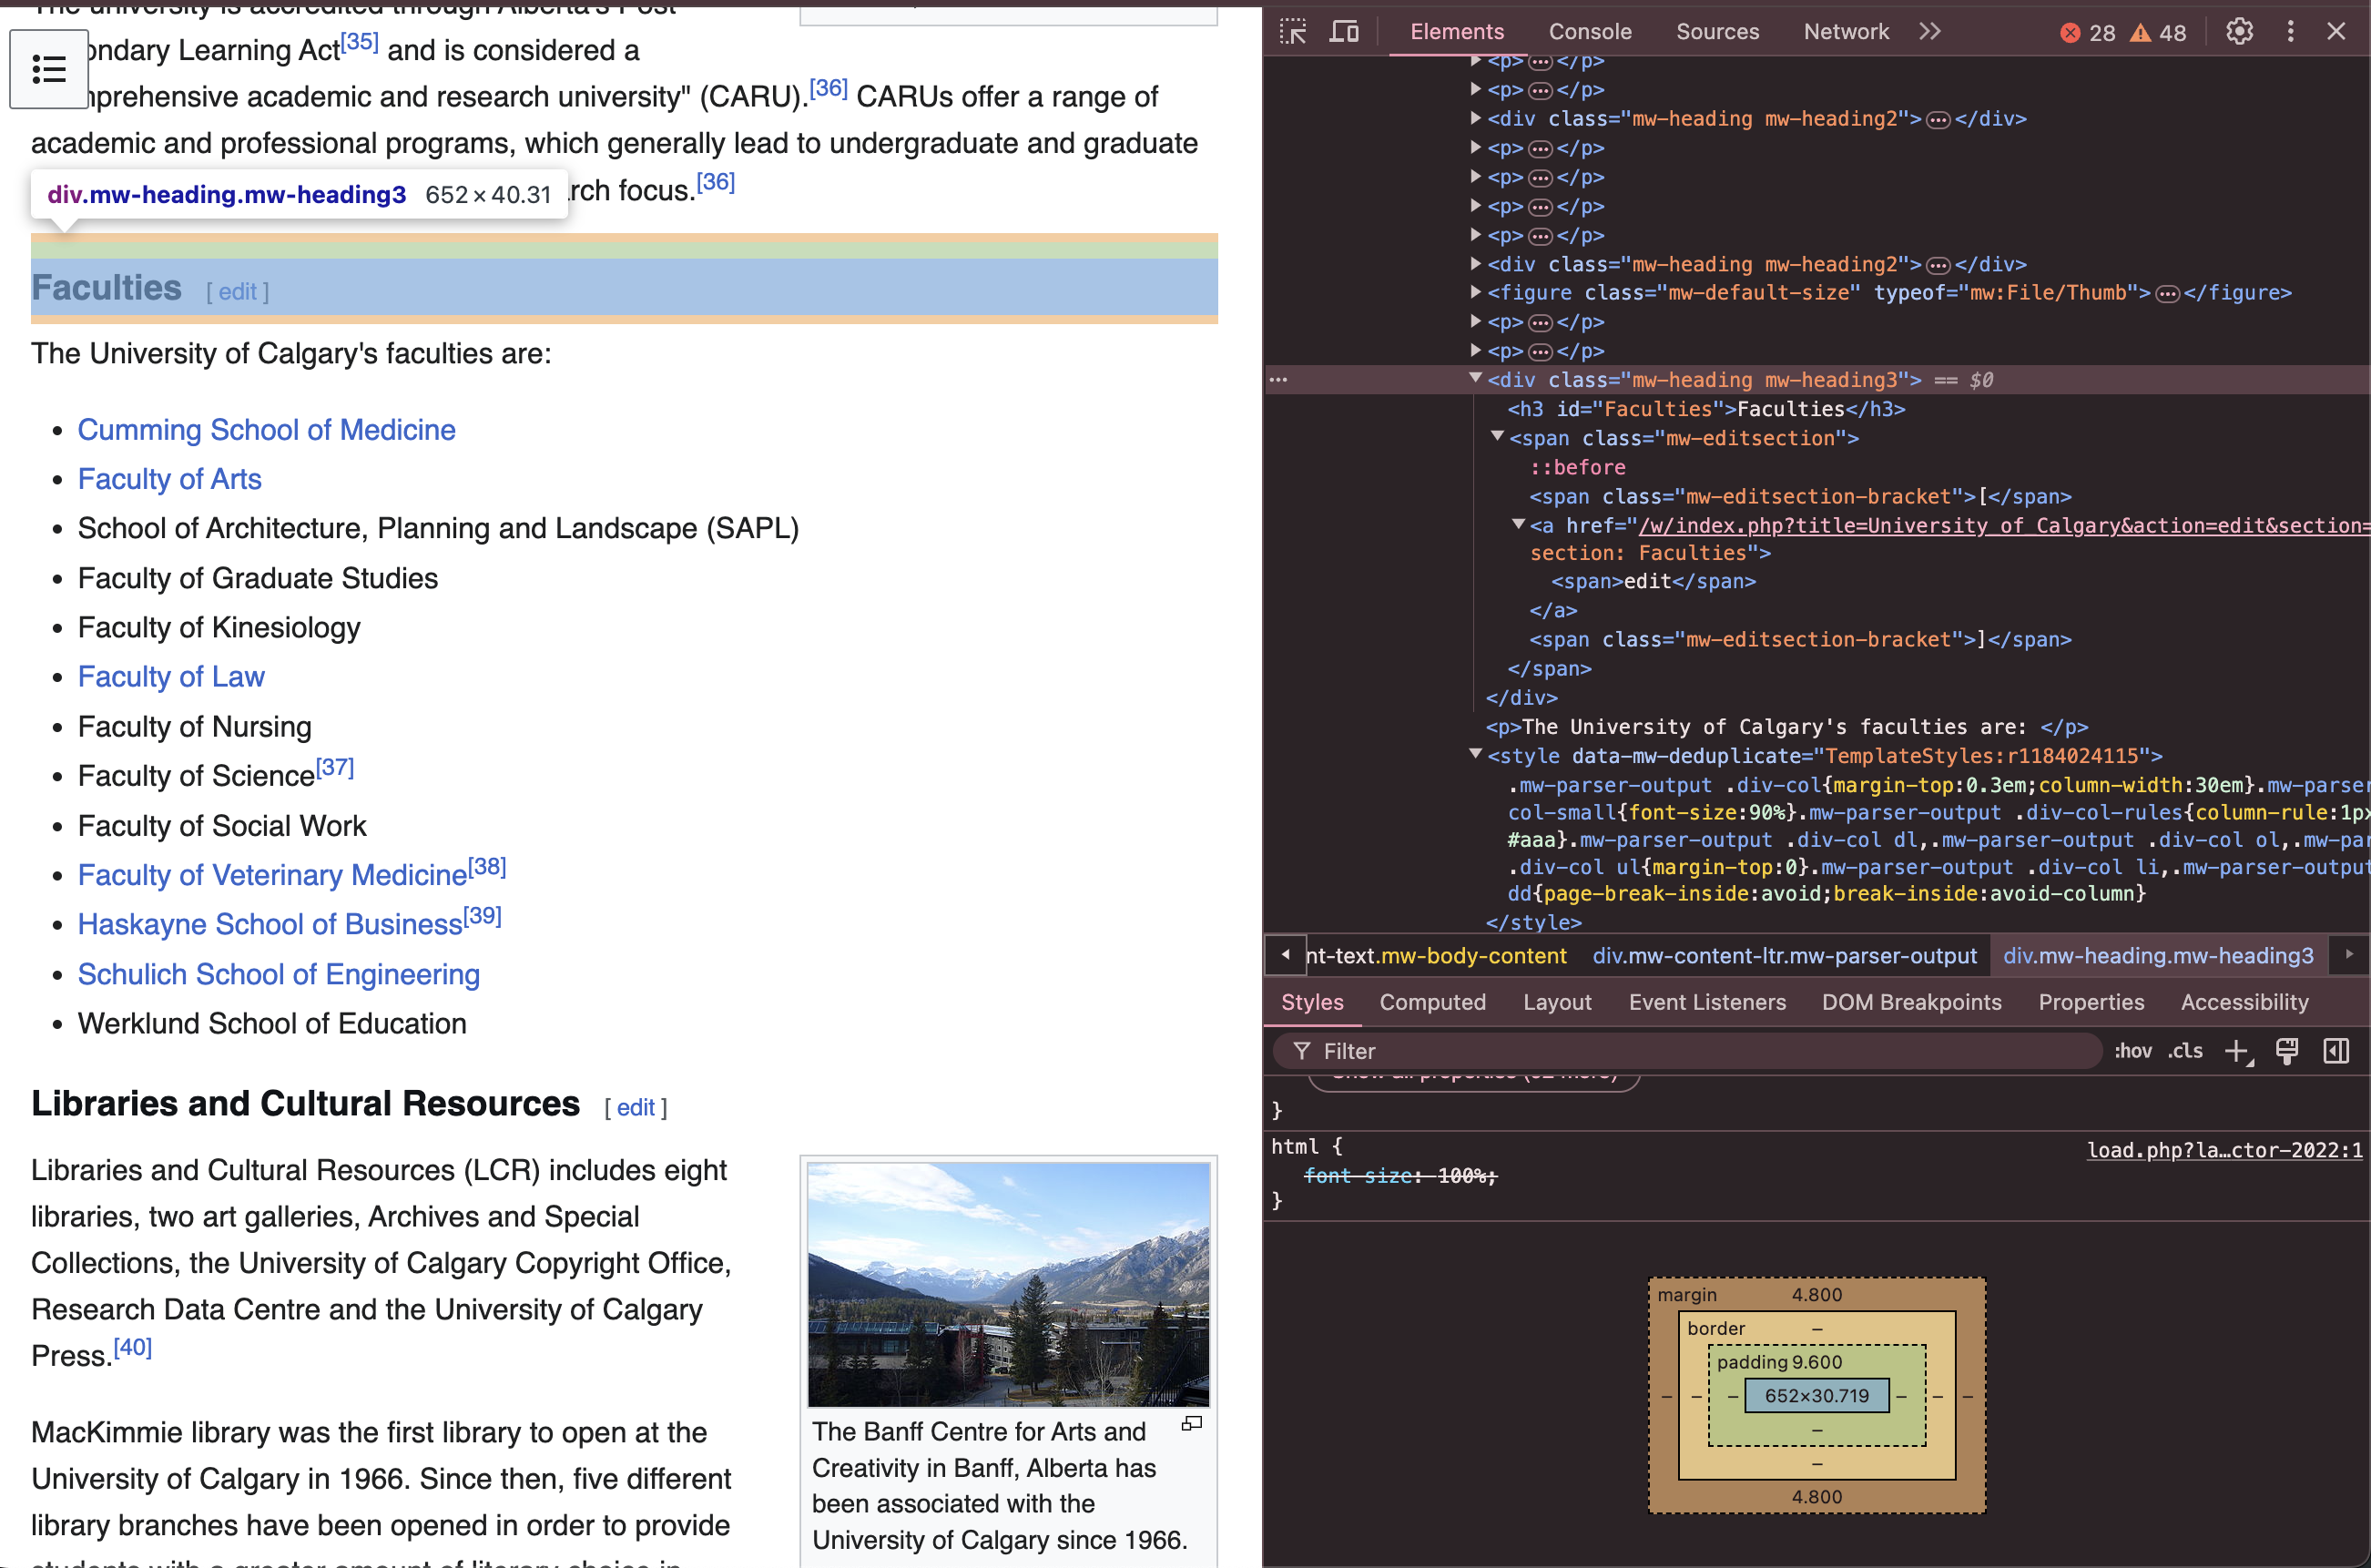 The university is accredited through Alberta's Post
ondary Learning Act[35] and is considered a
prehensive academic and research university" (CARU).[36] CARUs offer a range of
academic and professional programs, which generally lead to undergraduate and graduate
rch focus.[36]
div.mw-heading.mw-heading3 652 × 40.31
Faculties [ edit ]
The University of Calgary's faculties are:
• Cumming School of Medicine
• Faculty of Arts
• School of Architecture, Planning and Landscape (SAPL)
• Faculty of Graduate Studies
• Faculty of Kinesiology
• Faculty of Law
• Faculty of Nursing
• Faculty of Science[37]
• Faculty of Social Work
• Faculty of Veterinary Medicine[38]
• Haskayne School of Business[39]
• Schulich School of Engineering
• Werklund School of Education
Libraries and Cultural Resources [ edit ]
Libraries and Cultural Resources (LCR) includes eight
libraries, two art galleries, Archives and Special
Collections, the University of Calgary Copyright Office,
Research Data Centre and the University of Calgary
Press.[40]
MacKimmie library was the first library to open at the
University of Calgary in 1966. Since then, five different
library branches have been opened in order to provide
The Banff Centre for Arts and
Creativity in Banff, Alberta has
been associated with the
University of Calgary since 1966.
Elements Console Sources Network 28 48
<p>…</p>
<p>…</p>
<div class="mw-heading mw-heading2">…</div>
<p>…</p>
<p>…</p>
<p>…</p>
<p>…</p>
<div class="mw-heading mw-heading2">…</div>
<figure class="mw-default-size" typeof="mw:File/Thumb">…</figure>
<p>…</p>
<p>…</p>
<div class="mw-heading mw-heading3"> == $0
<h3 id="Faculties">Faculties</h3>
<span class="mw-editsection">
::before
<span class="mw-editsection-bracket">[</span>
<a href="/w/index.php?title=University_of_Calgary&action=edit&section=
section: Faculties">
<span>edit</span>
</a>
<span class="mw-editsection-bracket">]</span>
</span>
</div>
<p>The University of Calgary's faculties are: </p>
<style data-mw-deduplicate="TemplateStyles:r1184024115">
.mw-parser-output .div-col{margin-top:0.3em;column-width:30em}.mw-parser
col-small{font-size:90%}.mw-parser-output .div-col-rules{column-rule:1px
#aaa}.mw-parser-output .div-col dl,.mw-parser-output .div-col ol,.mw-par
.div-col ul{margin-top:0}.mw-parser-output .div-col li,.mw-parser-output
dd{page-break-inside:avoid;break-inside:avoid-column}
</style>
nt-text.mw-body-content div.mw-content-ltr.mw-parser-output div.mw-heading.mw-heading3
Styles Computed Layout Event Listeners DOM Breakpoints Properties Accessibility
Filter :hov .cls
}
html { load.php?la…ctor-2022:1
font-size: 100%;
}
margin 4.800
border –
padding 9.600
– – – 652×30.719 – – –
–
–
4.800